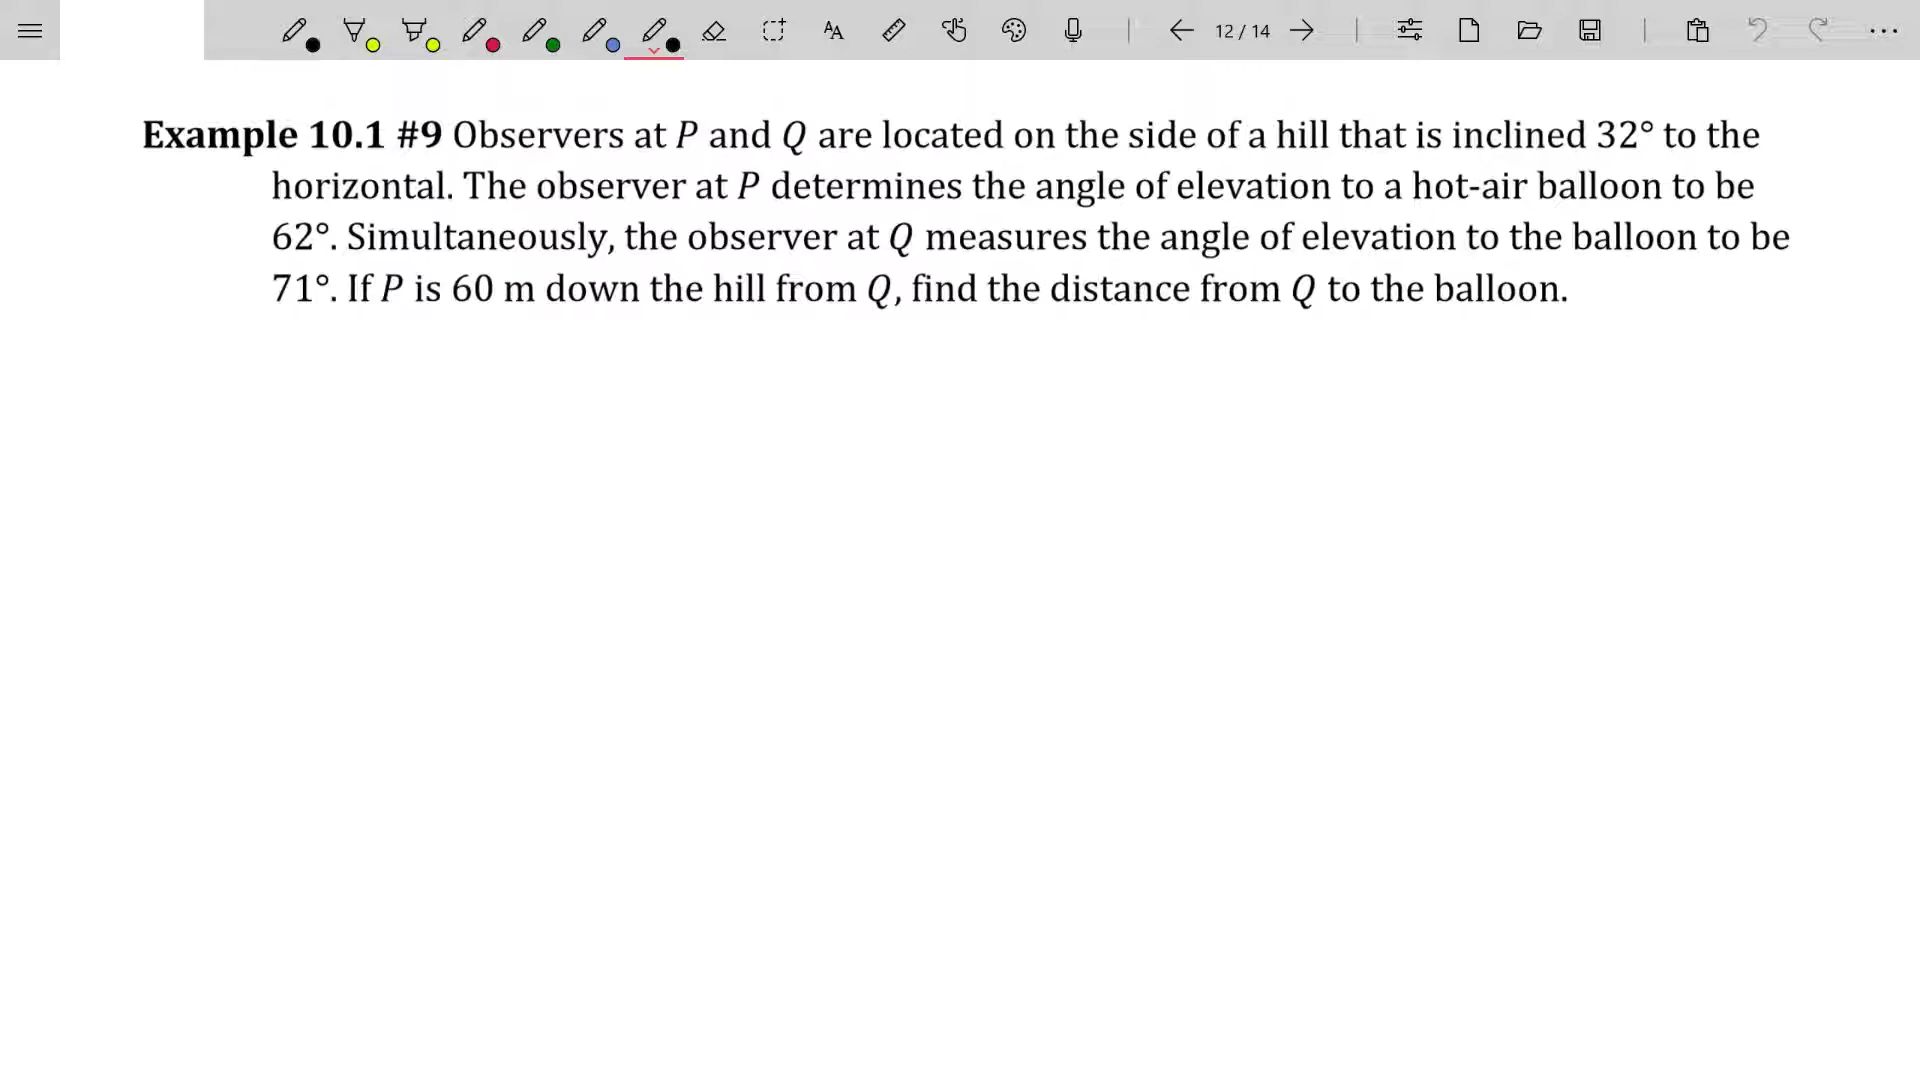 12 / 14
Example 10.1 #9 Observers at P and Q are located on the side of a hill that is inclined 32° to the
horizontal. The observer at P determines the angle of elevation to a hot-air balloon to be
62°. Simultaneously, the observer at Q measures the angle of elevation to the balloon to be
71°. If P is 60 m down the hill from Q, find the distance from Q to the balloon.